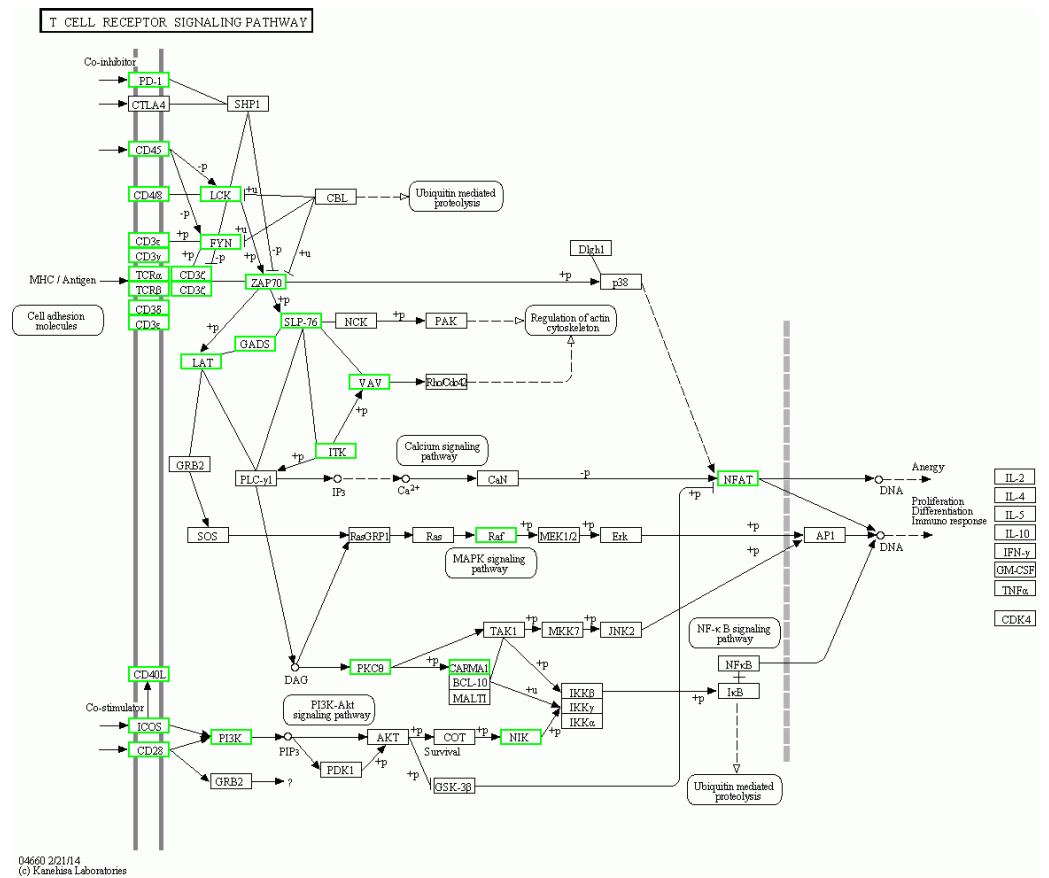 T CELL RECEPTOR SIGNALING PATHWAY
Co-inhibitor
PD-1
CTLA4
SHP1
CD45
-p
CD4/8
LCK
+u
CBL
Ubiquitin mediated
proteolysis
-p
+p
CD3ε
FYN
+u
CD3γ
+p
+p
-p
+u
MHC / Antigen
TCRα
CD3ζ
ZAP70
+p
Dlgh1
p38
TCRβ
CD3ζ
Cell adhesion
molecules
CD3δ
CD3ε
+p
+p
SLP-76
NCK
+p
PAK
Regulation of actin
cytoskeleton
GADS
LAT
VAV
Rho/Cdc42
+p
ITK
+p
Calcium signaling
pathway
GRB2
PLC-γ1
IP3
Ca2+
CaN
-p
+p
NFAT
DNA
Anergy
Proliferation
Differentiation
Immuno response
SOS
RasGRP1
Ras
+p
Raf
+p
MEK1/2
+p
Erk
+p
+p
AP1
DNA
MAPK signaling
pathway
IL-2
IL-4
IL-5
IL-10
IFN-γ
GM-CSF
TNFα
CDK4
TAK1
+p
MKK7
+p
JNK2
NF-κB signaling
pathway
DAG
PKCθ
+p
CARMA1
BCL-10
MALT1
+p
+u
IKKβ
IKKγ
IKKα
+p
NFκB
IκB
CD40L
Co-stimulator
ICOS
CD28
PI3K
PI3K-Akt
signaling pathway
PIP3
PDK1
+p
AKT
+p
COT
Survival
+p
NIK
+p
+p
GSK-3β
GRB2
?
Ubiquitin mediated
proteolysis
04660 2/21/14
(c) Kanehisa Laboratories